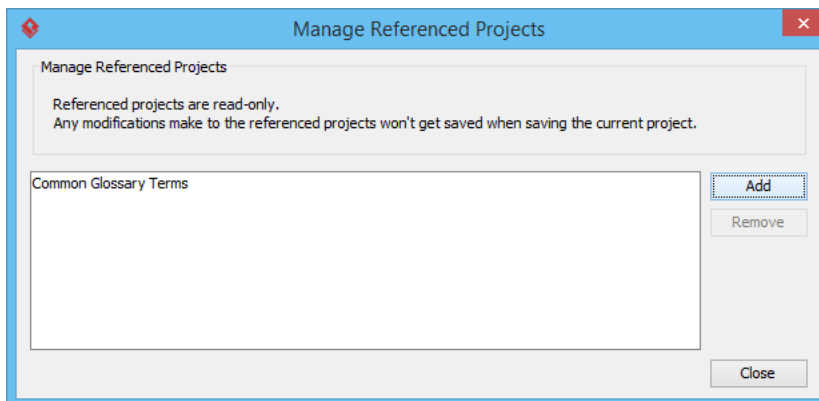 Manage Referenced Projects
Manage Referenced Projects
Referenced projects are read-only.
Any modifications make to the referenced projects won't get saved when saving the current project.
Common Glossary Terms
Add
Remove
Close